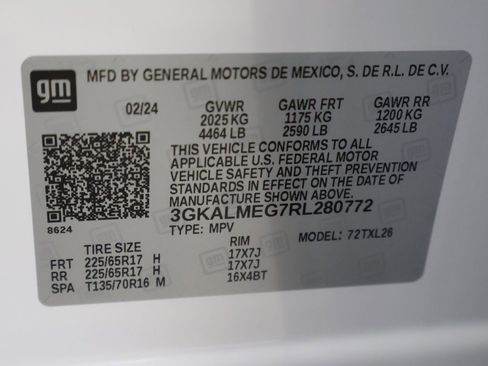 gm MFD BY GENERAL MOTORS DE MEXICO, S. DE R.L. DE C.V.
02/24 GVWR GAWR FRT GAWR RR
2025 KG 1175 KG 1200 KG
4464 LB 2590 LB 2645 LB
THIS VEHICLE CONFORMS TO ALL
APPLICABLE U.S. FEDERAL MOTOR
VEHICLE SAFETY AND THEFT PREVENTION
STANDARDS IN EFFECT ON THE DATE OF
MANUFACTURE SHOWN ABOVE.
3GKALMEG7RL280772
8624 TYPE: MPV MODEL: 72TXL26
TIRE SIZE RIM
FRT 225/65R17 H 17X7J
RR 225/65R17 H 17X7J
SPA T135/70R16 M 16X4BT